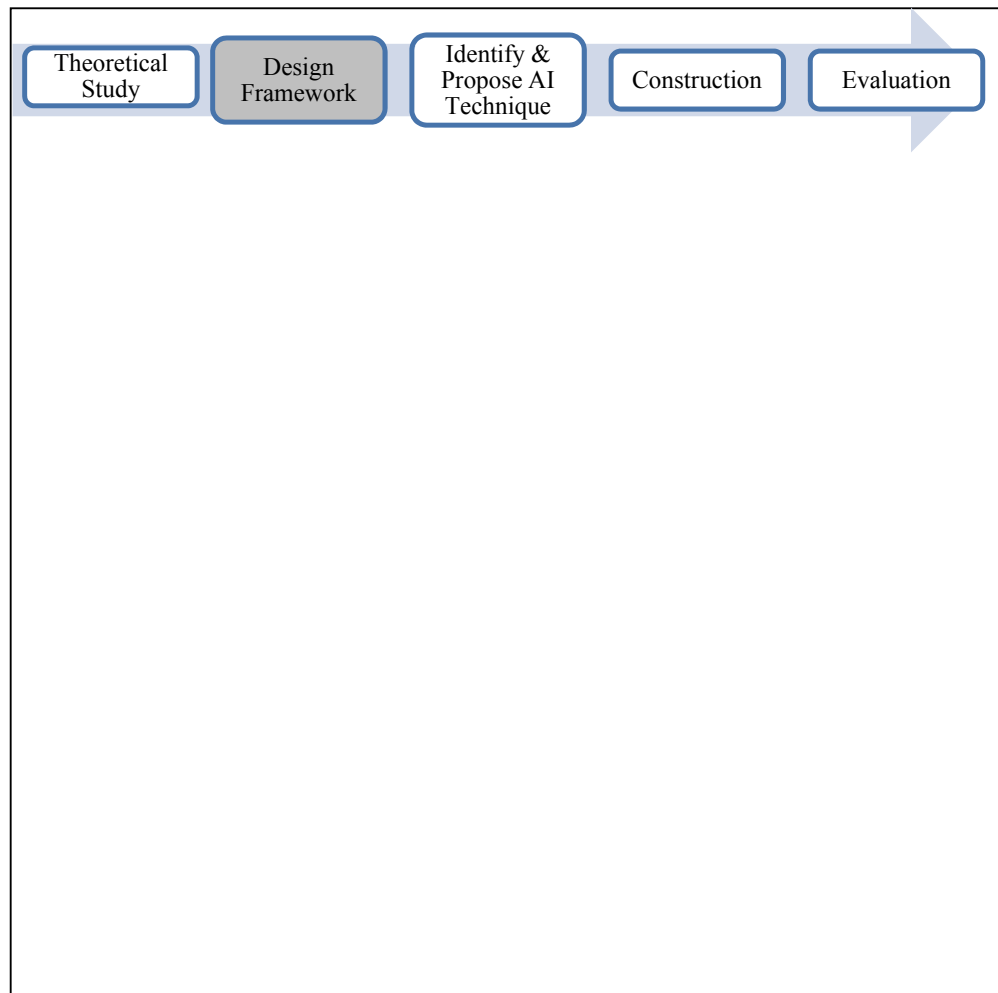 Theoretical
Study
Design
Framework
Identify &
Propose AI
Technique
Construction
Evaluation